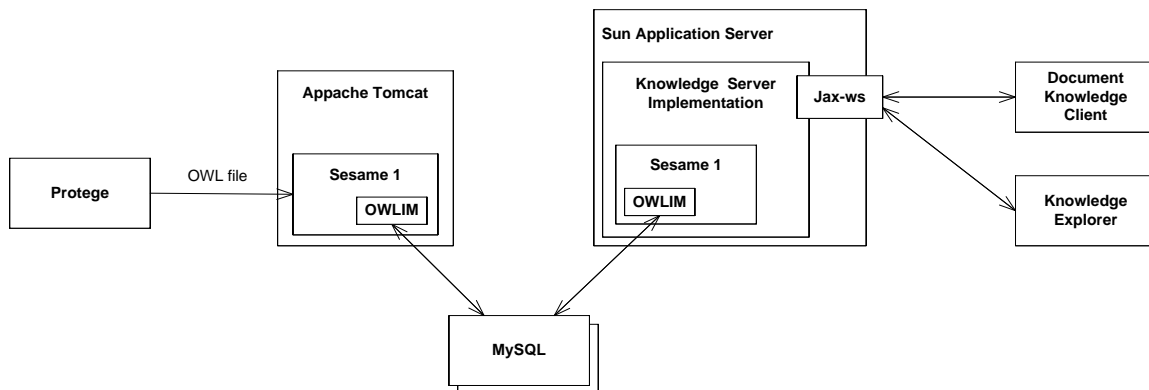 Sun Application Server
Appache Tomcat
Knowledge Server
Implementation
Jax-ws
Document
Knowledge
Client
Protege
OWL file
Sesame 1
OWLIM
Sesame 1
OWLIM
Knowledge
Explorer
MySQL